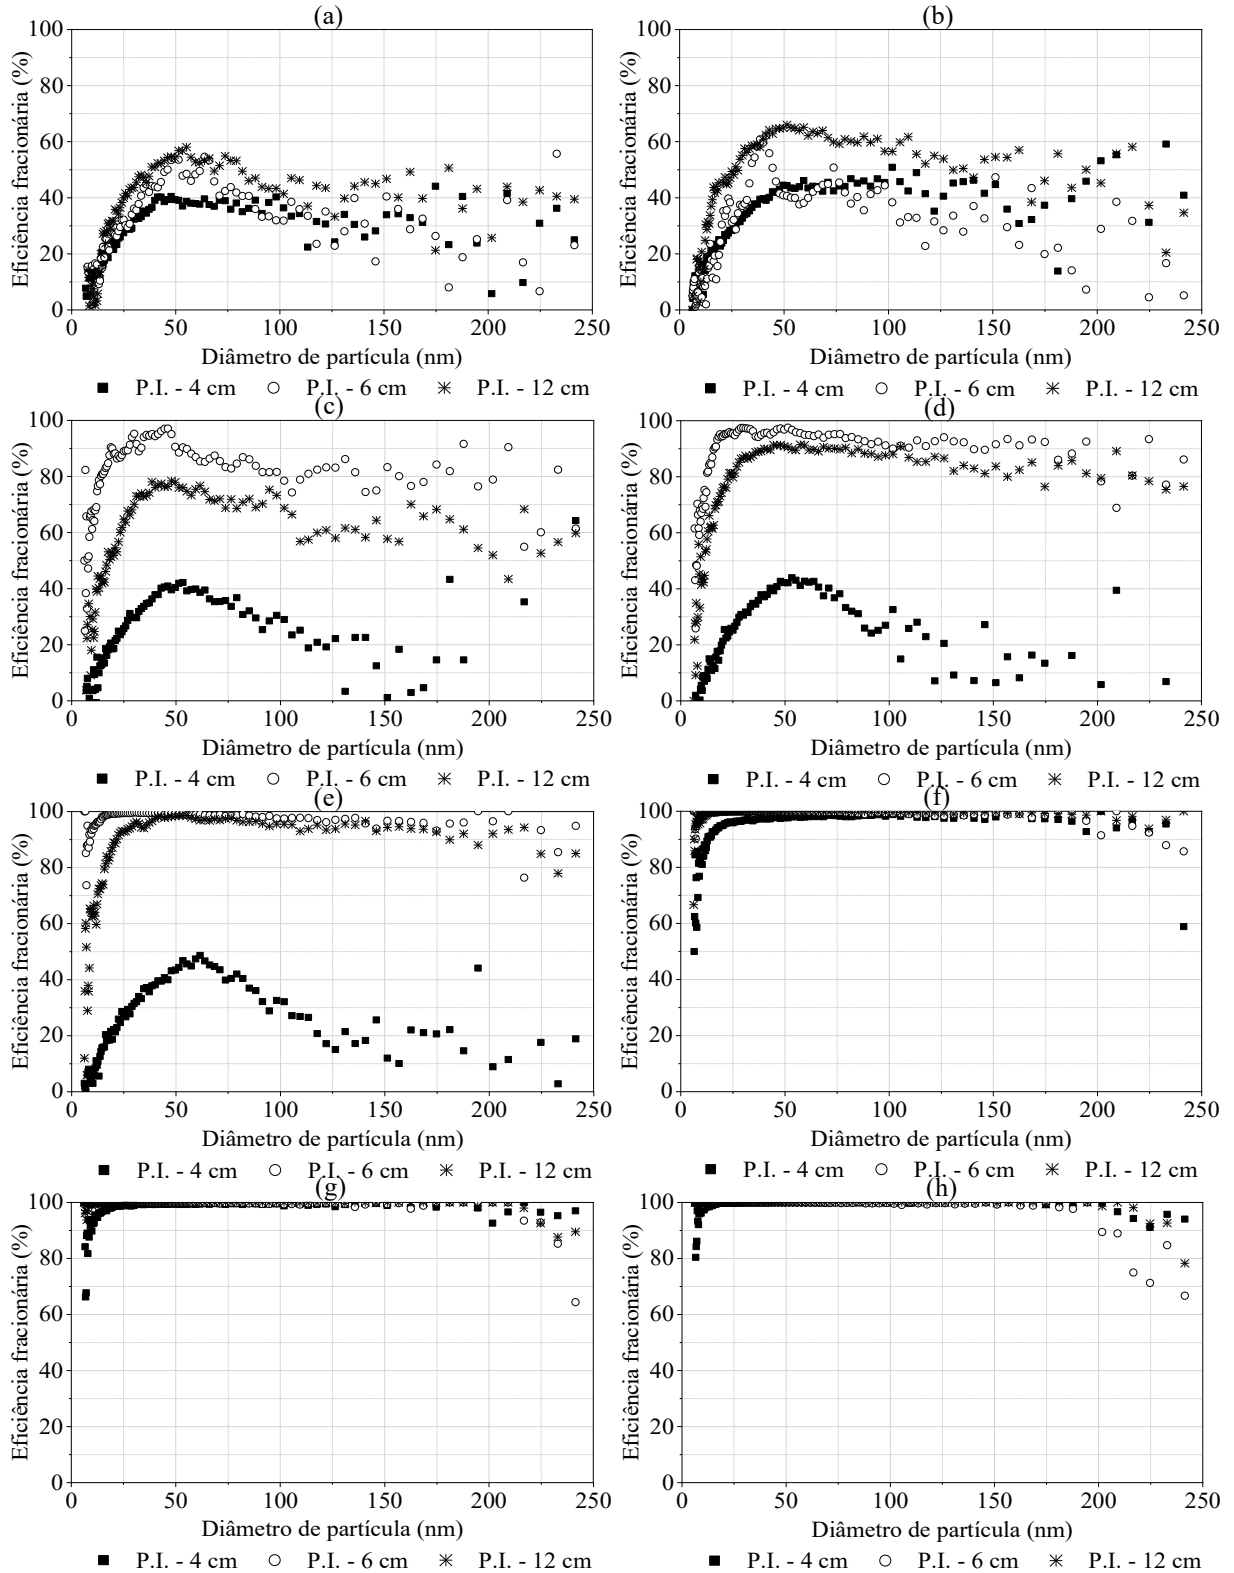 (a)
Eficiência fracionária (%)
100
80
60
40
20
0
0 50 100 150 200 250
Diâmetro de partícula (nm)
P.I. - 4 cm P.I. - 6 cm P.I. - 12 cm
(b)
Eficiência fracionária (%)
100
80
60
40
20
0
0 50 100 150 200 250
Diâmetro de partícula (nm)
P.I. - 4 cm P.I. - 6 cm P.I. - 12 cm
(c)
Eficiência fracionária (%)
100
80
60
40
20
0
0 50 100 150 200 250
Diâmetro de partícula (nm)
P.I. - 4 cm P.I. - 6 cm P.I. - 12 cm
(d)
Eficiência fracionária (%)
100
80
60
40
20
0
0 50 100 150 200 250
Diâmetro de partícula (nm)
P.I. - 4 cm P.I. - 6 cm P.I. - 12 cm
(e)
Eficiência fracionária (%)
100
80
60
40
20
0
0 50 100 150 200 250
Diâmetro de partícula (nm)
P.I. - 4 cm P.I. - 6 cm P.I. - 12 cm
(f)
Eficiência fracionária (%)
100
80
60
40
20
0
0 50 100 150 200 250
Diâmetro de partícula (nm)
P.I. - 4 cm P.I. - 6 cm P.I. - 12 cm
(g)
Eficiência fracionária (%)
100
80
60
40
20
0
0 50 100 150 200 250
Diâmetro de partícula (nm)
P.I. - 4 cm P.I. - 6 cm P.I. - 12 cm
(h)
Eficiência fracionária (%)
100
80
60
40
20
0
0 50 100 150 200 250
Diâmetro de partícula (nm)
P.I. - 4 cm P.I. - 6 cm P.I. - 12 cm